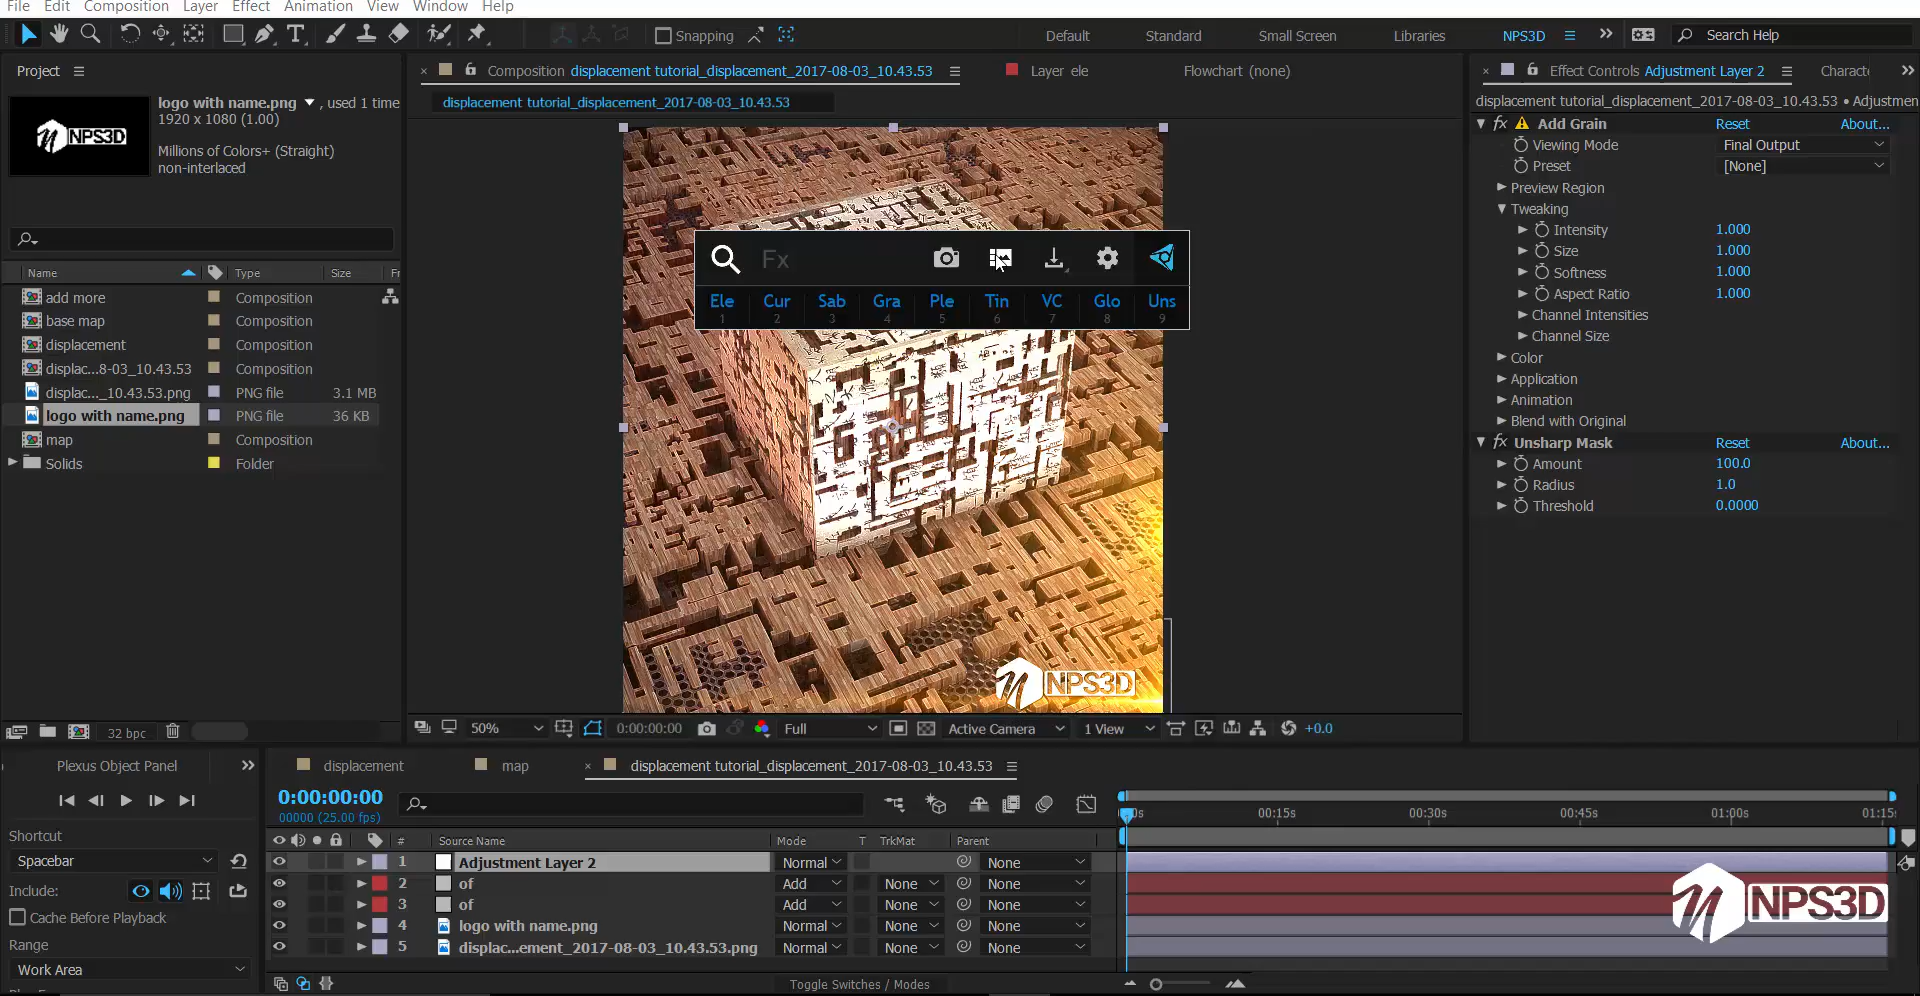 File Edit Composition Layer Effect Animation View Window Help
Snapping
Default Standard Small Screen Libraries NPS3D Search Help
Project
logo with name.png , used 1 time
1920 x 1080 (1.00)
Millions of Colors+ (Straight)
non-interlaced
NPS3D
Name Type Size Fr
add more Composition
base map Composition
displacement Composition
displac...8-03_10.43.53 Composition
displac..._10.43.53.png PNG file 3.1 MB
logo with name.png PNG file 36 KB
map Composition
Solids Folder
32 bpc
Composition displacement tutorial_displacement_2017-08-03_10.43.53
Layer ele
Flowchart (none)
displacement tutorial_displacement_2017-08-03_10.43.53
Fx
Ele Cur Sab Gra Ple Tin VC Glo Uns
1 2 3 4 5 6 7 8 9
NPS3D
50% 0:00:00:00 Full Active Camera 1 View +0.0
Effect Controls Adjustment Layer 2 Characte
displacement tutorial_displacement_2017-08-03_10.43.53 • Adjustmen
fx Add Grain Reset About...
Viewing Mode Final Output
Preset [None]
Preview Region
Tweaking
Intensity 1.000
Size 1.000
Softness 1.000
Aspect Ratio 1.000
Channel Intensities
Channel Size
Color
Application
Animation
Blend with Original
fx Unsharp Mask Reset About...
Amount 100.0
Radius 1.0
Threshold 0.0000
Plexus Object Panel
Shortcut
Spacebar
Include:
Cache Before Playback
Range
Work Area
displacement map displacement tutorial_displacement_2017-08-03_10.43.53
0:00:00:00
00000 (25.00 fps)
# Source Name Mode T TrkMat Parent
1 Adjustment Layer 2 Normal None
2 of Add None None
3 of Add None None
4 logo with name.png Normal None None
5 displac...ement_2017-08-03_10.43.53.png Normal None None
Toggle Switches / Modes
0s 00:15s 00:30s 00:45s 01:00s 01:15s
NPS3D